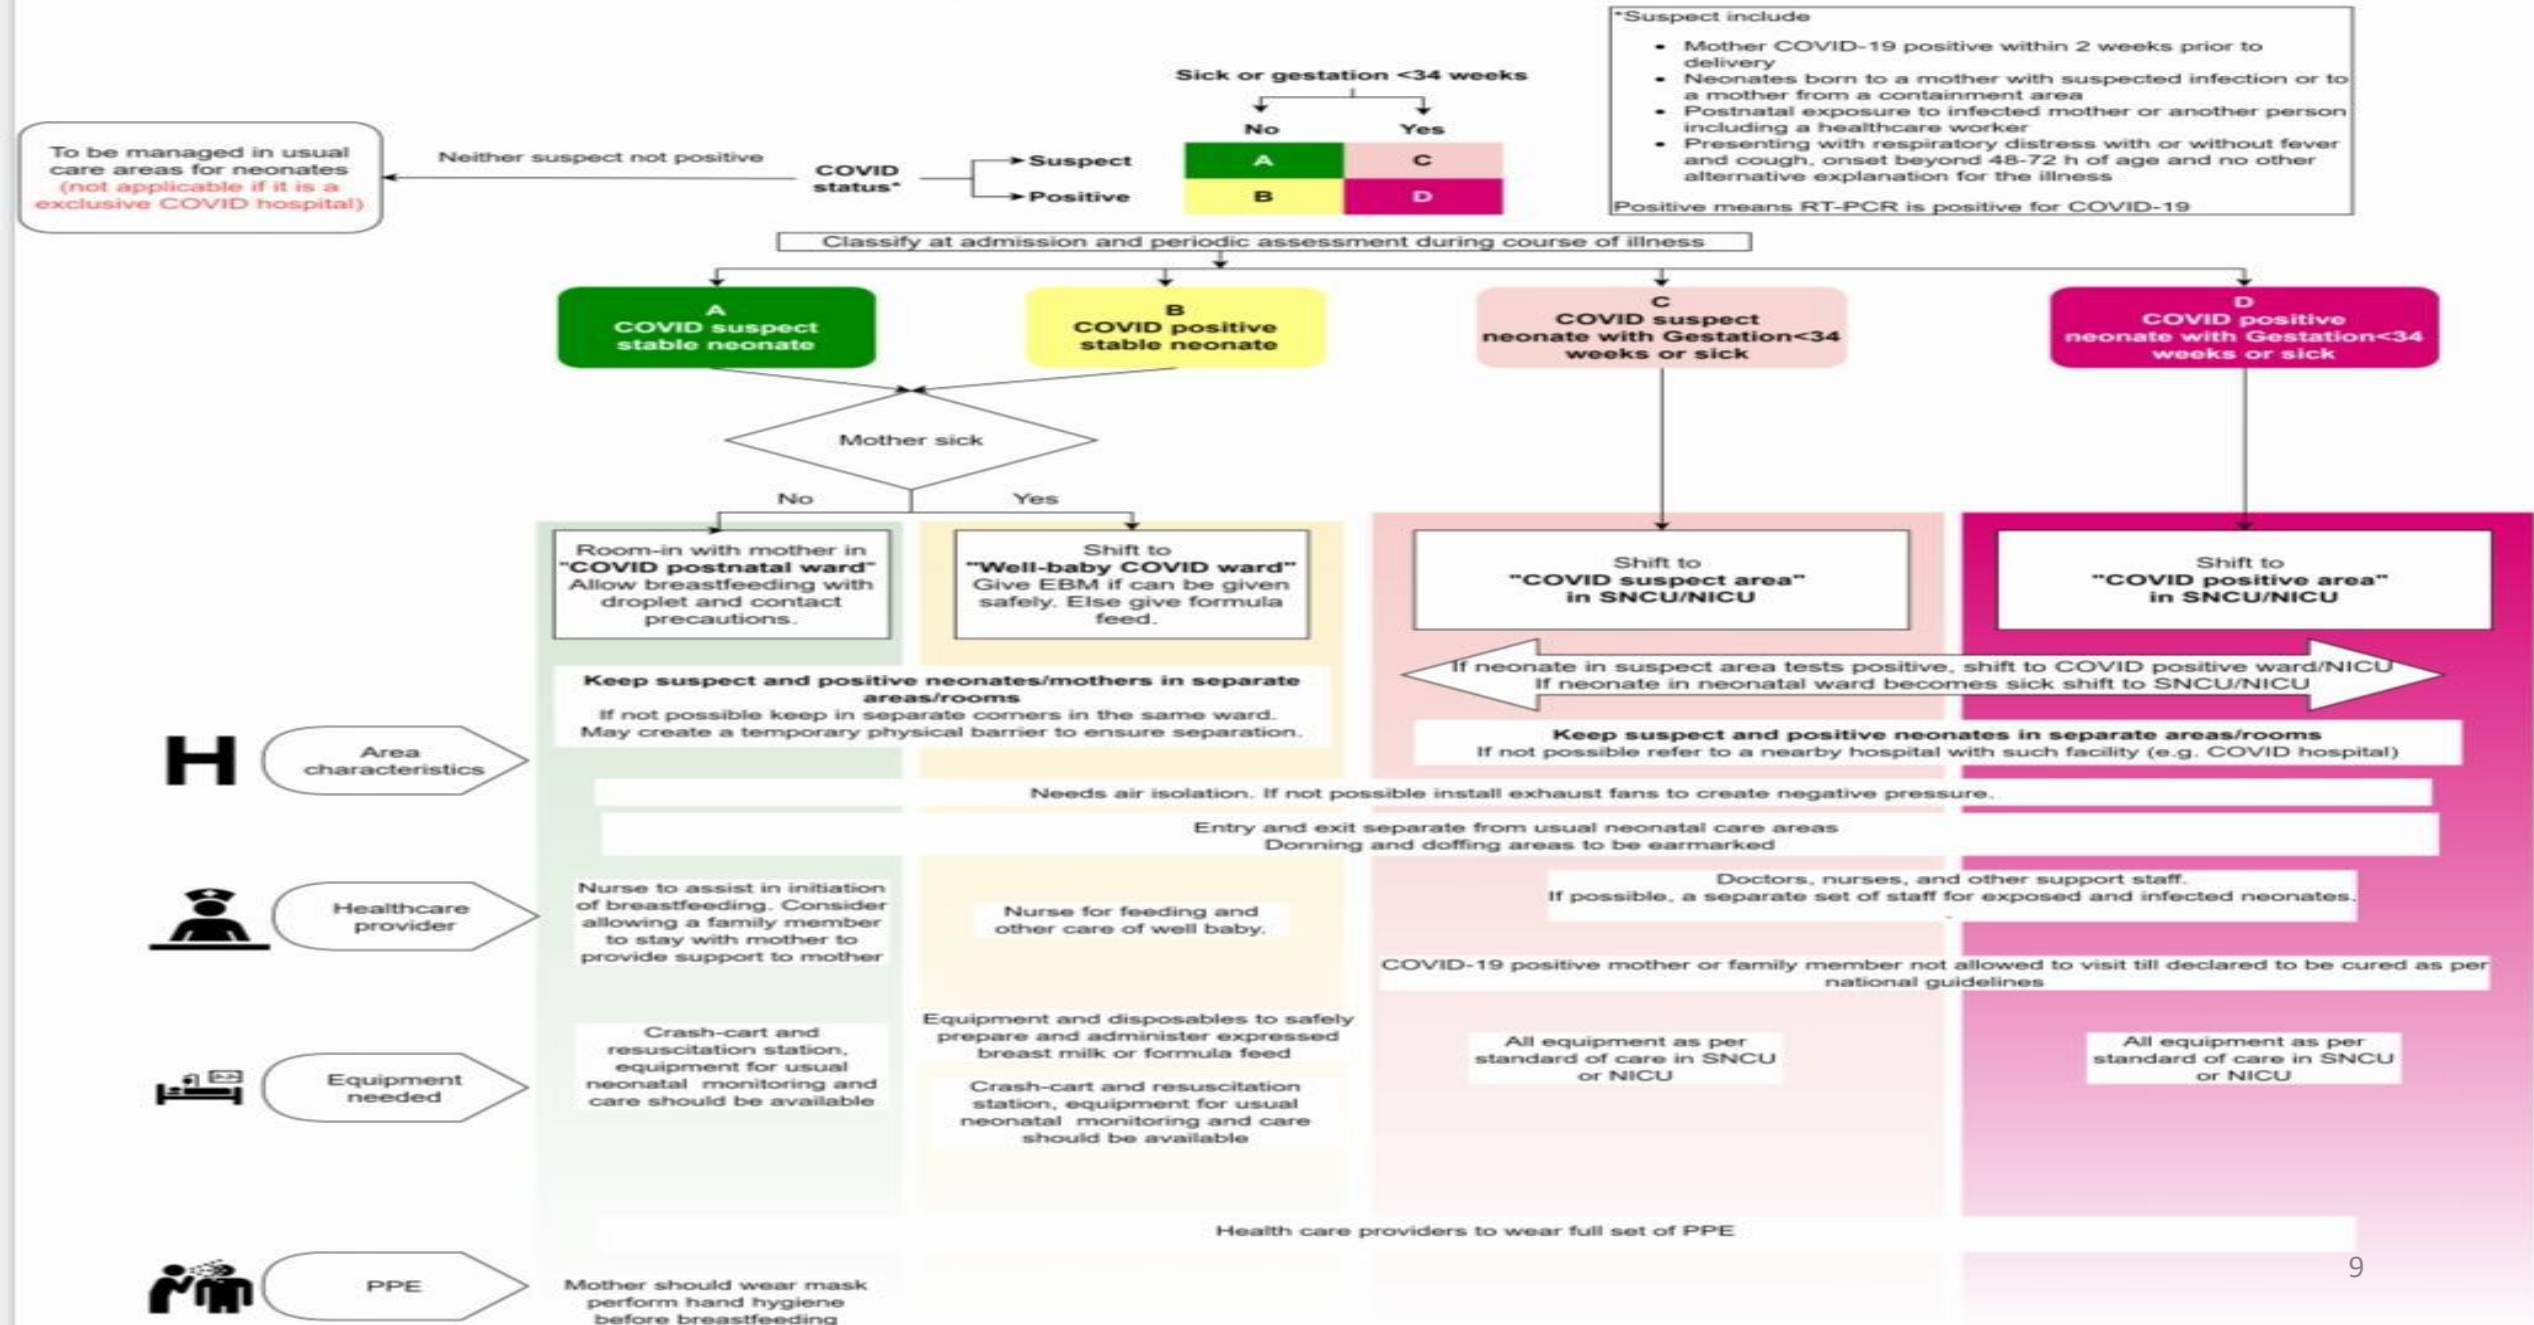 *Suspect include
• Mother COVID-19 positive within 2 weeks prior to
delivery
• Neonates born to a mother with suspected infection or to
a mother from a containment area
• Postnatal exposure to infected mother or another person
including a healthcare worker
• Presenting with respiratory distress with or without fever
and cough, onset beyond 48-72 h of age and no other
alternative explanation for the illness
Positive means RT-PCR is positive for COVID-19
Sick or gestation <34 weeks
No
Yes
To be managed in usual
care areas for neonates
(not applicable if it is a
exclusive COVID hospital)
Neither suspect not positive
COVID
status*
Suspect
Positive
A
C
B
D
Classify at admission and periodic assessment during course of illness
A
COVID suspect
stable neonate
B
COVID positive
stable neonate
C
COVID suspect
neonate with Gestation<34
weeks or sick
D
COVID positive
neonate with Gestation<34
weeks or sick
Mother sick
No
Yes
Room-in with mother in
"COVID postnatal ward"
Allow breastfeeding with
droplet and contact
precautions.
Shift to
"Well-baby COVID ward"
Give EBM if can be given
safely. Else give formula
feed.
Shift to
"COVID suspect area"
in SNCU/NICU
Shift to
"COVID positive area"
in SNCU/NICU
If neonate in suspect area tests positive, shift to COVID positive ward/NICU
If neonate in neonatal ward becomes sick shift to SNCU/NICU
Keep suspect and positive neonates/mothers in separate
areas/rooms
If not possible keep in separate corners in the same ward.
May create a temporary physical barrier to ensure separation.
Keep suspect and positive neonates in separate areas/rooms
If not possible refer to a nearby hospital with such facility (e.g. COVID hospital)
H
Area
characteristics
Needs air isolation. If not possible install exhaust fans to create negative pressure.
Entry and exit separate from usual neonatal care areas
Donning and doffing areas to be earmarked
Healthcare
provider
Nurse to assist in initiation
of breastfeeding. Consider
allowing a family member
to stay with mother to
provide support to mother
Nurse for feeding and
other care of well baby.
Doctors, nurses, and other support staff.
If possible, a separate set of staff for exposed and infected neonates.
.
COVID-19 positive mother or family member not allowed to visit till declared to be cured as per
national guidelines
Equipment
needed
Crash-cart and
resuscitation station,
equipment for usual
neonatal monitoring and
care should be available
Equipment and disposables to safely
prepare and administer expressed
breast milk or formula feed
Crash-cart and resuscitation
station, equipment for usual
neonatal monitoring and care
should be available
All equipment as per
standard of care in SNCU
or NICU
All equipment as per
standard of care in SNCU
or NICU
Health care providers to wear full set of PPE
9
PPE
Mother should wear mask
perform hand hygiene
before breastfeeding